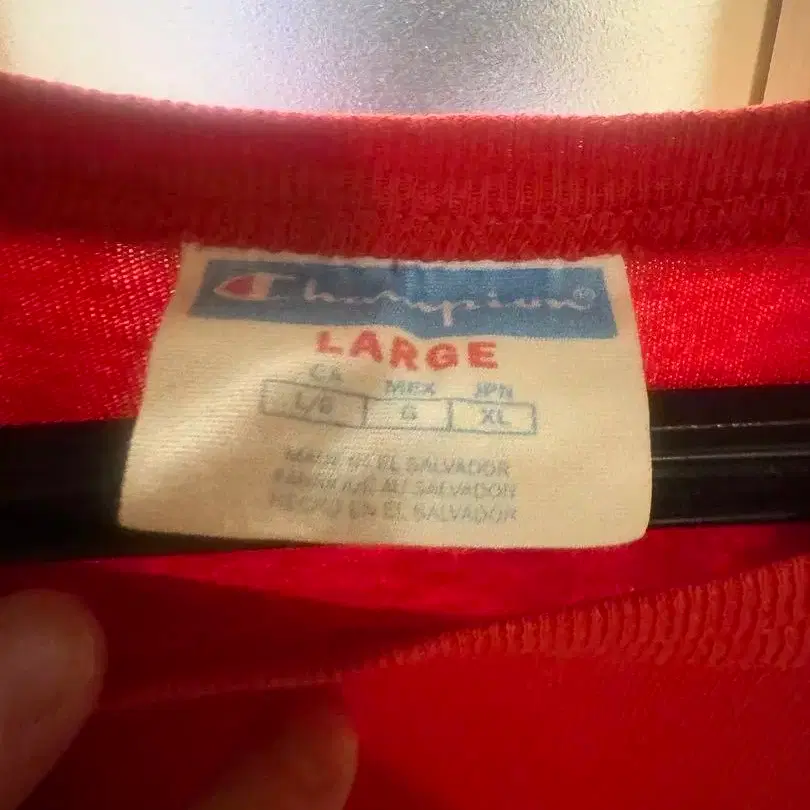 Champion®
LARGE
CA MEX JPN
L/G G XL
MADE IN EL SALVADOR
FABRIQUÉ AU SALVADOR
HECHO EN EL SALVADOR